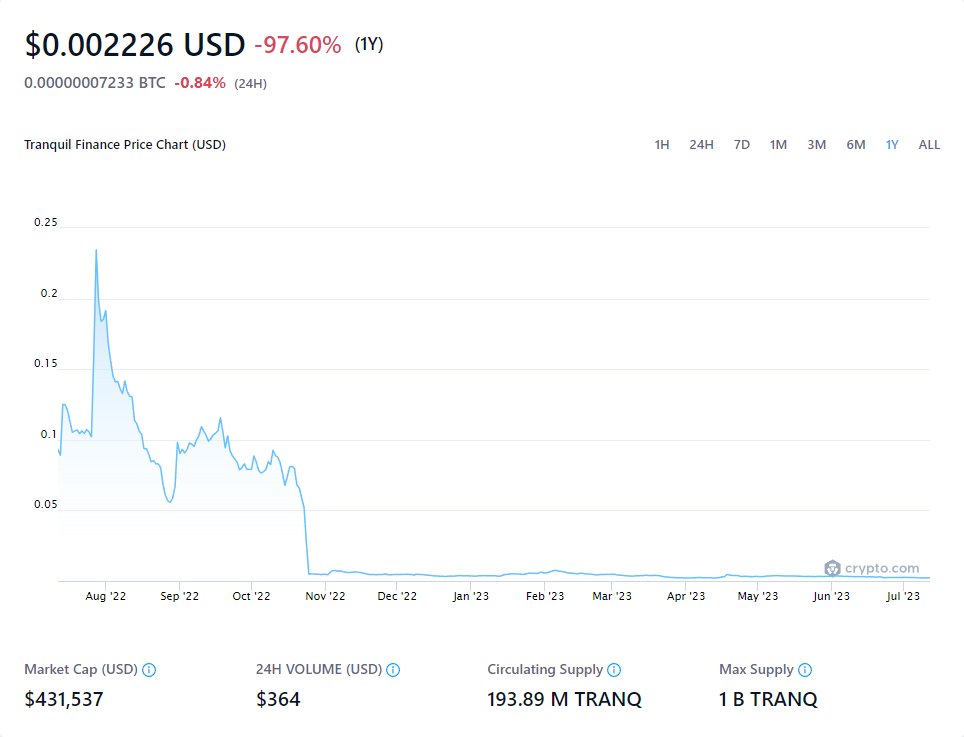 $0.002226 USD -97.60% (1Y)
0.00000007233 BTC -0.84% (24H)
Tranquil Finance Price Chart (USD) 1H 24H 7D 1M 3M 6M 1Y ALL
0.25
0.2
0.15
0.1
0.05
crypto.com
Aug '22 Sep '22 Oct '22 Nov '22 Dec '22 Jan '23 Feb '23 Mar '23 Apr '23 May '23 Jun '23 Jul '23
Market Cap (USD) 24H VOLUME (USD) Circulating Supply Max Supply
$431,537 $364 193.89 M TRANQ 1 B TRANQ